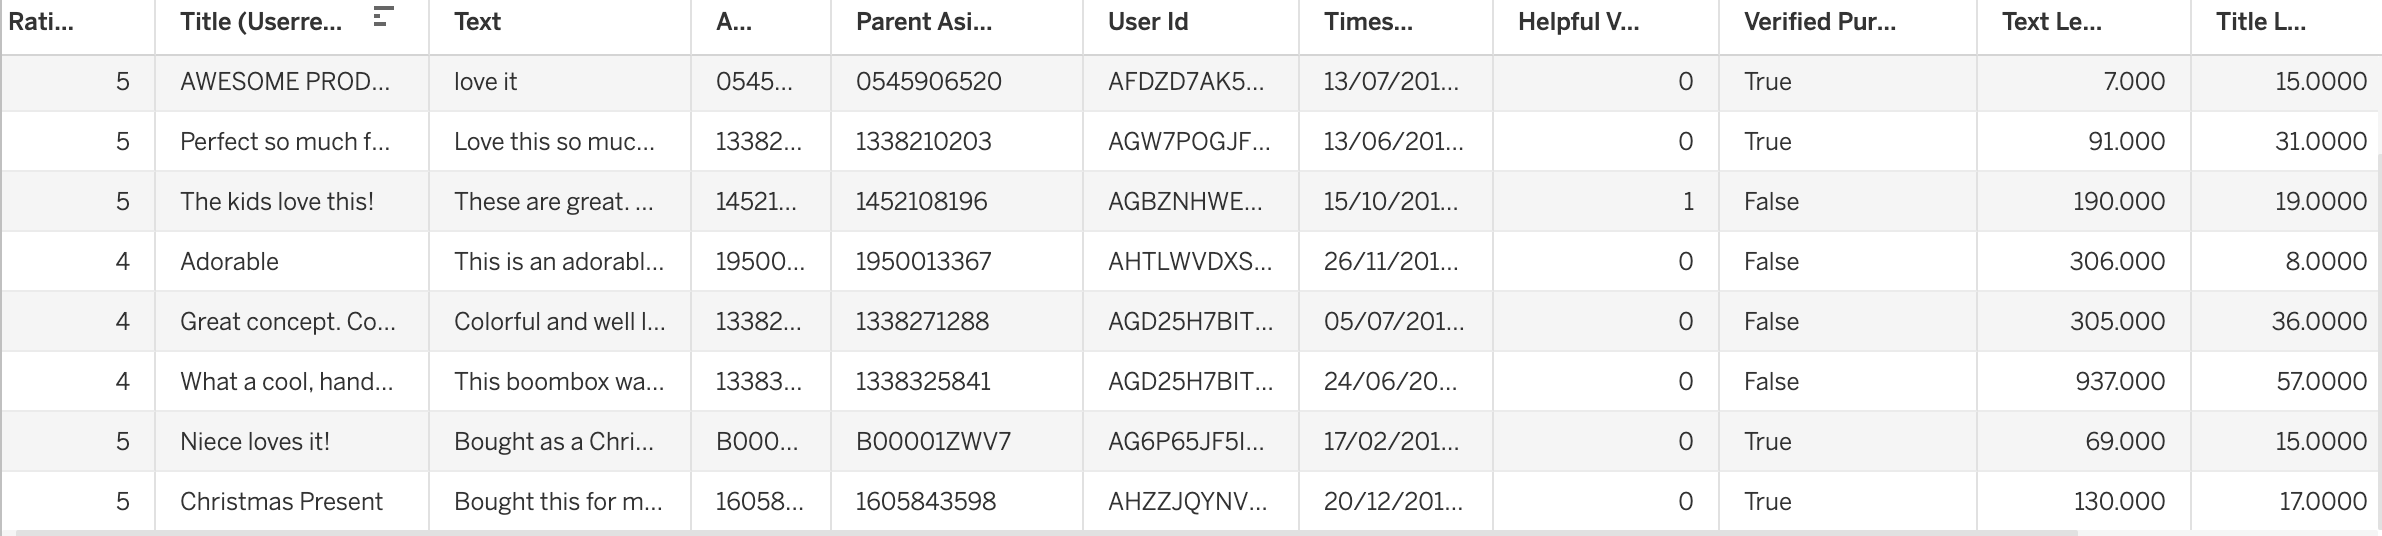 Rati... Title (Userre... Text A... Parent Asi... User Id Times... Helpful V... Verified Pur... Text Le... Title L...
5 AWESOME PROD... love it 0545... 0545906520 AFDZD7AK5... 13/07/201... 0 True 7.000 15.0000
5 Perfect so much f... Love this so muc... 13382... 1338210203 AGW7POGJF... 13/06/201... 0 True 91.000 31.0000
5 The kids love this! These are great. ... 14521... 1452108196 AGBZNHWE... 15/10/201... 1 False 190.000 19.0000
4 Adorable This is an adorabl... 19500... 1950013367 AHTLWVDXS... 26/11/201... 0 False 306.000 8.0000
4 Great concept. Co... Colorful and well l... 13382... 1338271288 AGD25H7BIT... 05/07/201... 0 False 305.000 36.0000
4 What a cool, hand... This boombox wa... 13383... 1338325841 AGD25H7BIT... 24/06/20... 0 False 937.000 57.0000
5 Niece loves it! Bought as a Chri... B000... B00001ZWV7 AG6P65JF5I... 17/02/201... 0 True 69.000 15.0000
5 Christmas Present Bought this for m... 16058... 1605843598 AHZZJQYNV... 20/12/201... 0 True 130.000 17.0000